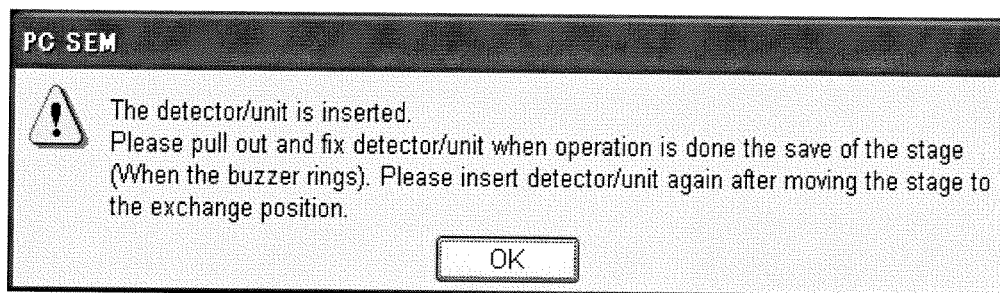 PC SEM
The detector/unit is inserted.
Please pull out and fix detector/unit when operation is done the save of the stage
(When the buzzer rings). Please insert detector/unit again after moving the stage to
the exchange position.
OK